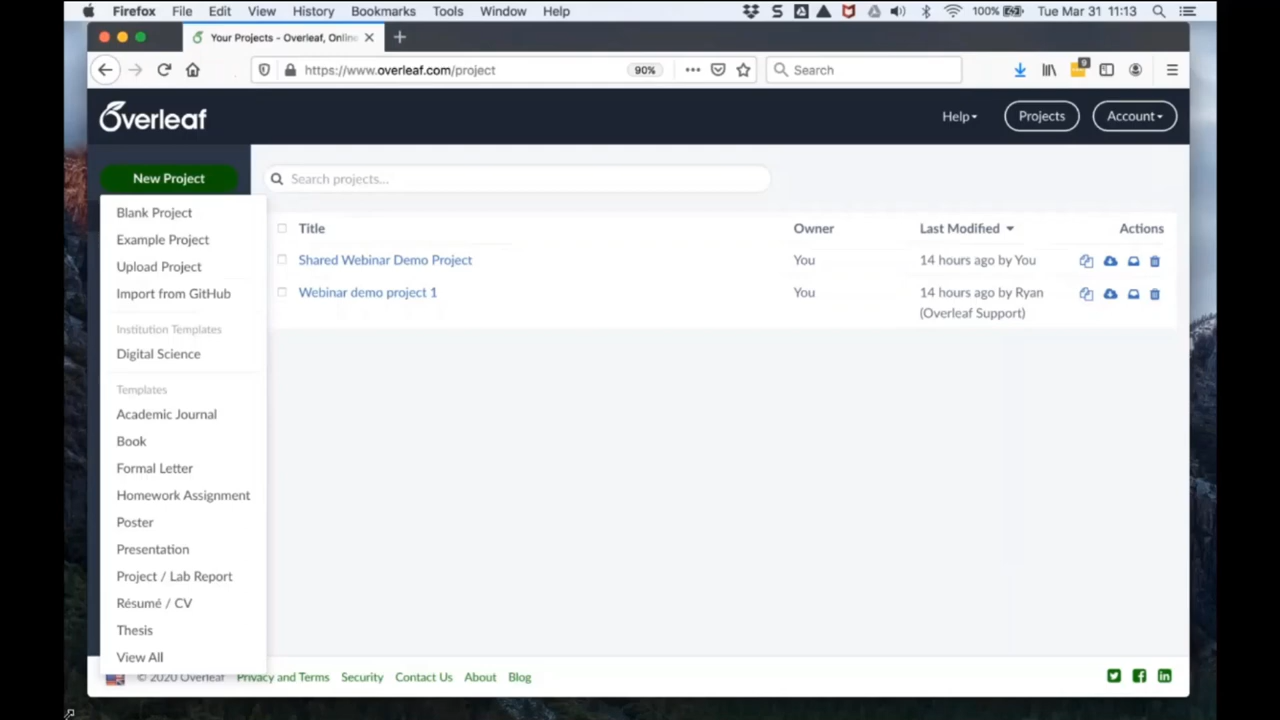 Firefox File Edit View History Bookmarks Tools Window Help 100% Tue Mar 31 11:13
Your Projects - Overleaf, Online
https://www.overleaf.com/project 90% Search
9
Overleaf Help Projects Account
New Project Search projects...
Blank Project
Example Project
Upload Project
Import from GitHub
Institution Templates
Digital Science
Templates
Academic Journal
Book
Formal Letter
Homework Assignment
Poster
Presentation
Project / Lab Report
Résumé / CV
Thesis
View All
Title Owner Last Modified Actions
Shared Webinar Demo Project You 14 hours ago by You
Webinar demo project 1 You 14 hours ago by Ryan
(Overleaf Support)
© 2020 Overleaf Privacy and Terms Security Contact Us About Blog